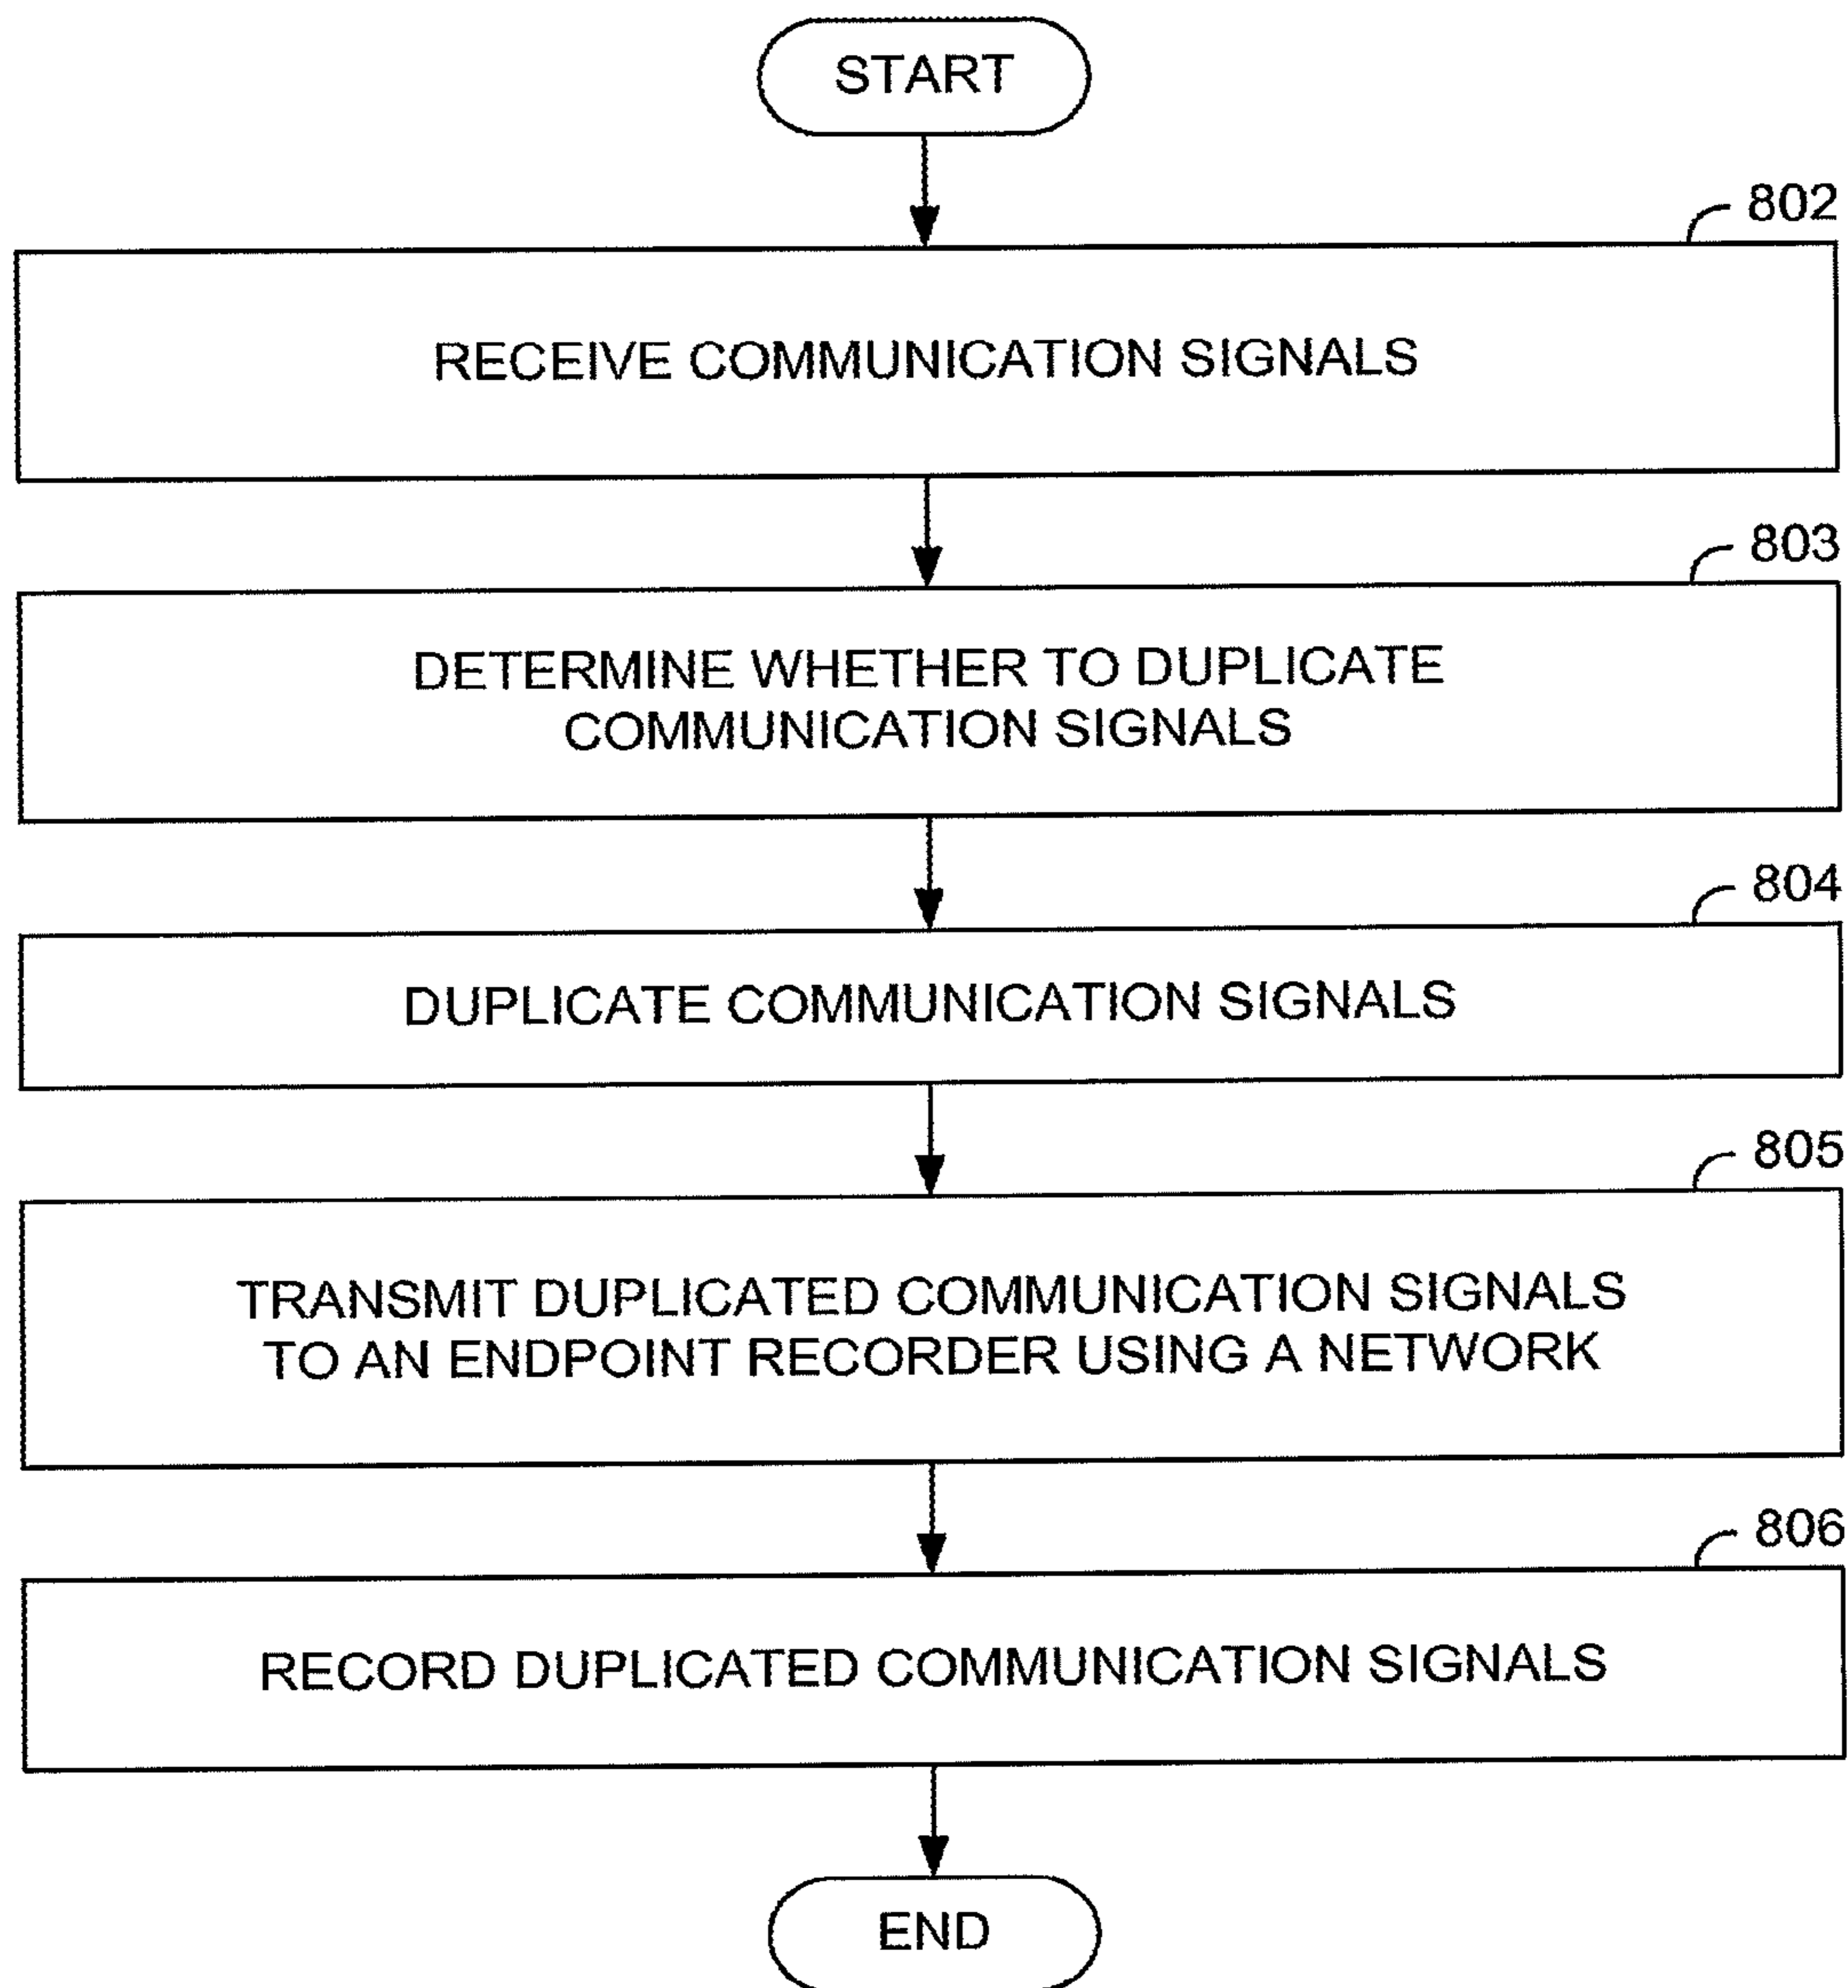 START
802
RECEIVE COMMUNICATION SIGNALS
803
DETERMINE WHETHER TO DUPLICATE
COMMUNICATION SIGNALS
804
DUPLICATE COMMUNICATION SIGNALS
805
TRANSMIT DUPLICATED COMMUNICATION SIGNALS
TO AN ENDPOINT RECORDER USING A NETWORK
806
RECORD DUPLICATED COMMUNICATION SIGNALS
END